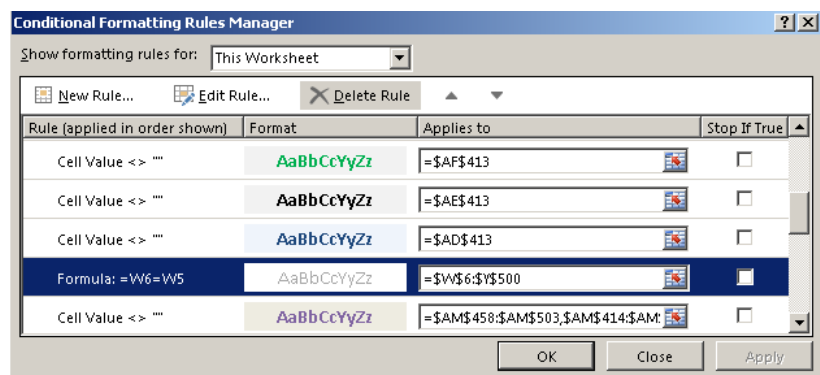 Conditional Formatting Rules Manager
Show formatting rules for: This Worksheet
New Rule... Edit Rule... Delete Rule
Rule (applied in order shown) Format Applies to Stop If True
Cell Value <> "" AaBbCcYyZz =$AF$413
Cell Value <> "" AaBbCcYyZz =$AE$413
Cell Value <> "" AaBbCcYyZz =$AD$413
Formula: =W6=W5 AaBbCcYyZz =$W$6:$Y$500
Cell Value <> "" AaBbCcYyZz =$AM$458:$AM$503,$AM$414:$AM:
OK Close Apply